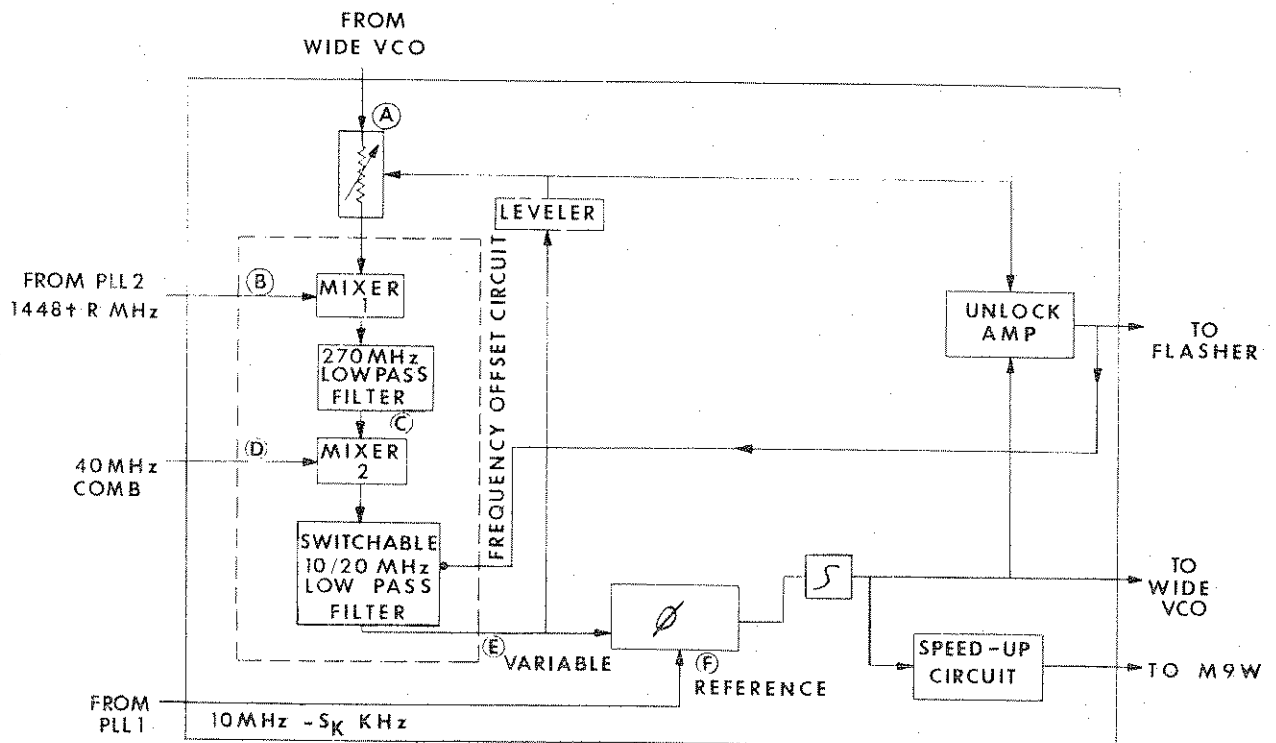 FROM
WIDE VCO
A
LEVELER
FROM PLL2
1448+ R MHz
B
MIXER
1
270MHz
LOWPASS
FILTER
C
FREQUENCY OFFSET CIRCUIT
UNLOCK
AMP
TO
FLASHER
40MHz
COMB
D
MIXER
2
SWITCHABLE
10/20 MHz
LOW PASS
FILTER
E
VARIABLE
Ø
F
REFERENCE
∫
TO
WIDE
VCO
SPEED-UP
CIRCUIT
TO M9W
FROM
PLL1
10MHz -SK KHz